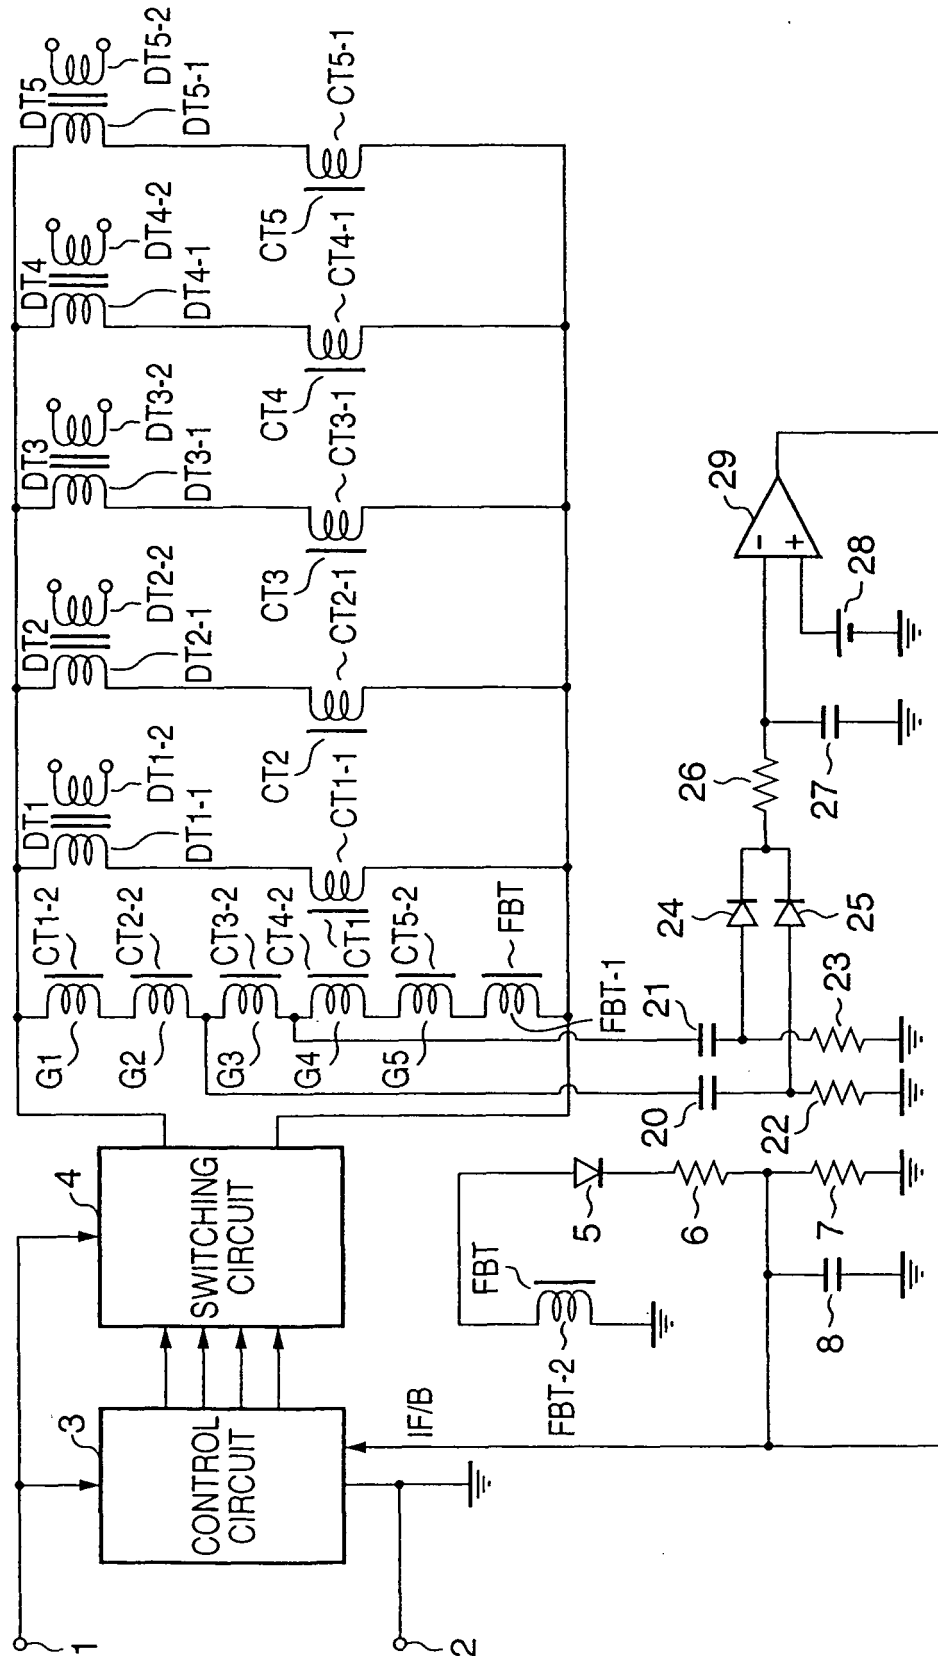 1
2
3
CONTROL
CIRCUIT
IF/B
4
SWITCHING
CIRCUIT
G1
G2
G3
G4
G5
CT1-2
CT2-2
CT3-2
CT4-2
CT1
CT5-2
FBT
FBT-1
DT1
DT1-2
DT1-1
CT1-1
CT2
DT2
DT2-2
DT2-1
CT2-1
CT3
DT3
DT3-2
DT3-1
CT3-1
CT4
DT4
DT4-2
DT4-1
CT4-1
CT5
DT5
DT5-2
DT5-1
CT5-1
FBT
FBT-2
5
6
7
8
20
21
22
23
24
25
26
27
28
29
-
+